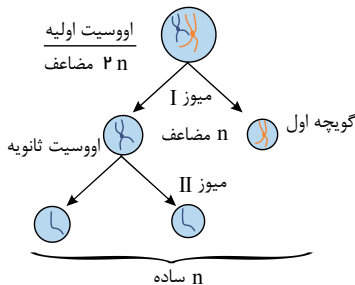 اووسیت اولیه
۲n مضاعف
میوز I
گویچه اول
n مضاعف
اووسیت ثانویه
میوز II
n ساده